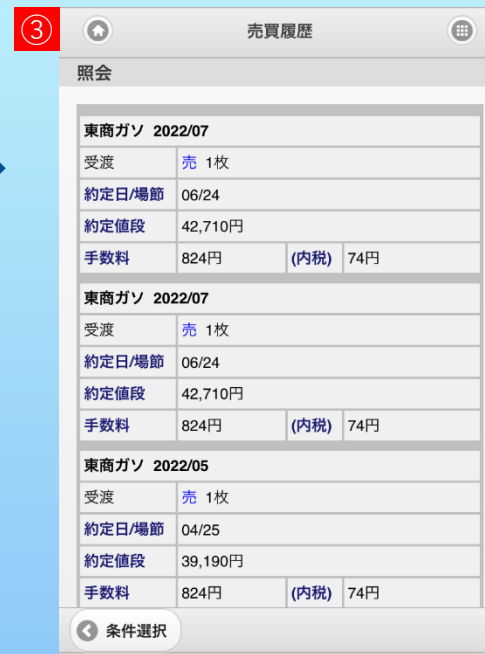 ③
売買履歴
照会
東商ガソ 2022/07
受渡 売 1枚
約定日/場節 06/24
約定値段 42,710円
手数料 824円 (内税) 74円
東商ガソ 2022/07
受渡 売 1枚
約定日/場節 06/24
約定値段 42,710円
手数料 824円 (内税) 74円
東商ガソ 2022/05
受渡 売 1枚
約定日/場節 04/25
約定値段 39,190円
手数料 824円 (内税) 74円
条件選択